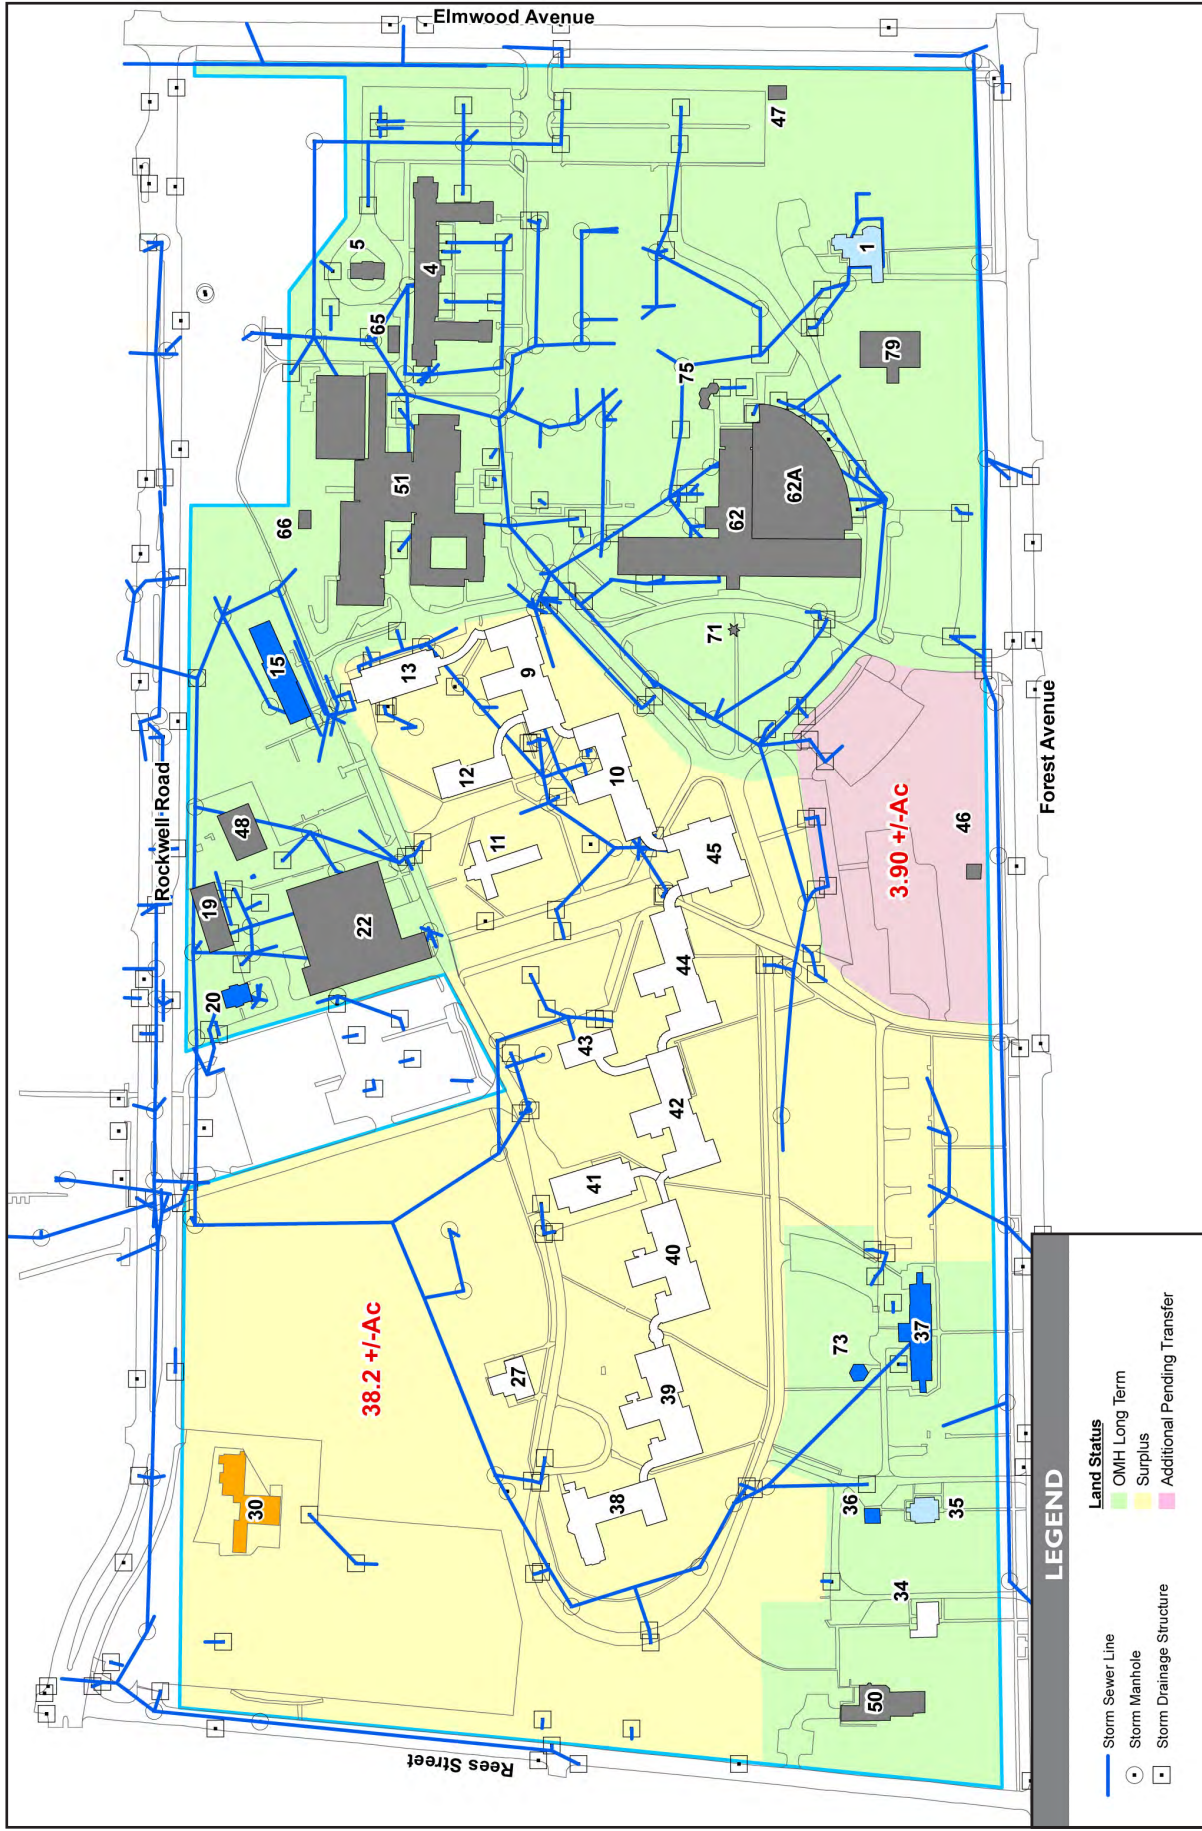 Elmwood Avenue
47
5
4
65
1
79
75
51
66
62
62A
Rockwell Road
15
13
9
71
48
12
10
11
19
22
45
3.90 +/-Ac
46
Forest Avenue
20
44
43
42
41
40
38.2 +/-Ac
73
37
27
39
30
38
36
35
34
50
Rees Street
LEGEND
Storm Sewer Line
Storm Manhole
Storm Drainage Structure
Land Status
OMH Long Term
Surplus
Additional Pending Transfer